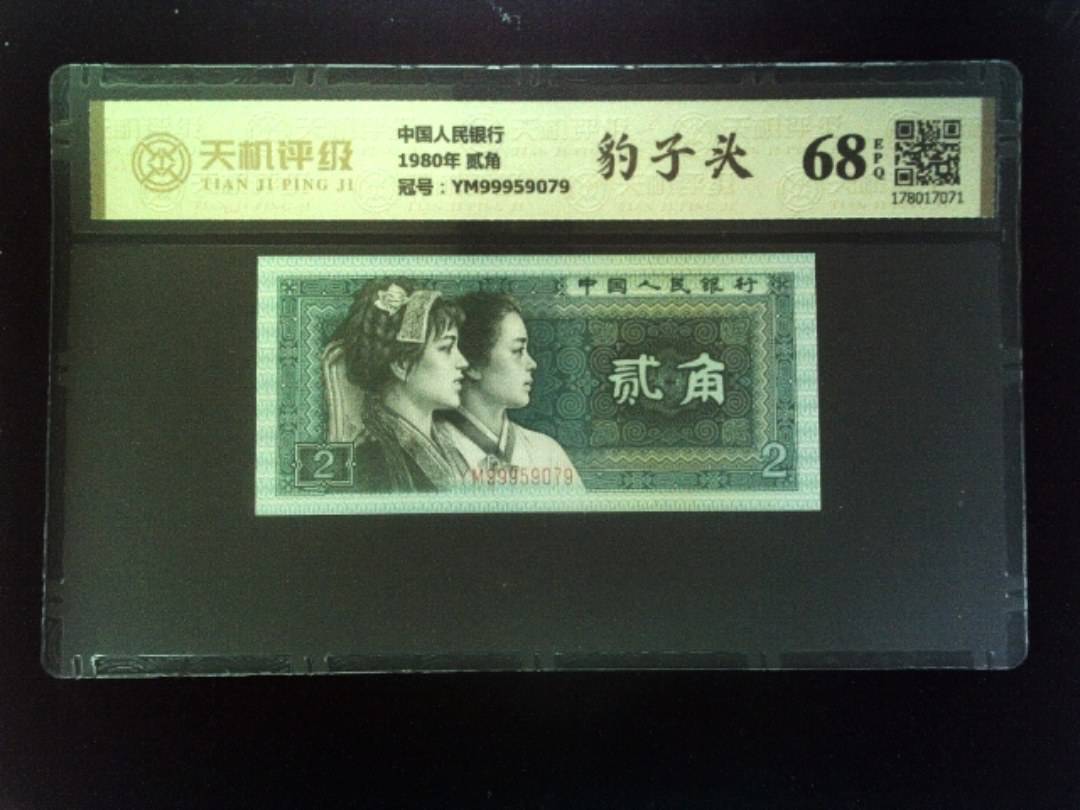 天机评级
TIAN JI PING JI
中国人民银行
1980年 贰角
冠号：YM99959079
豹子头
68
EPQ
178017071
中国人民银行
贰角
2
2
YM99959079